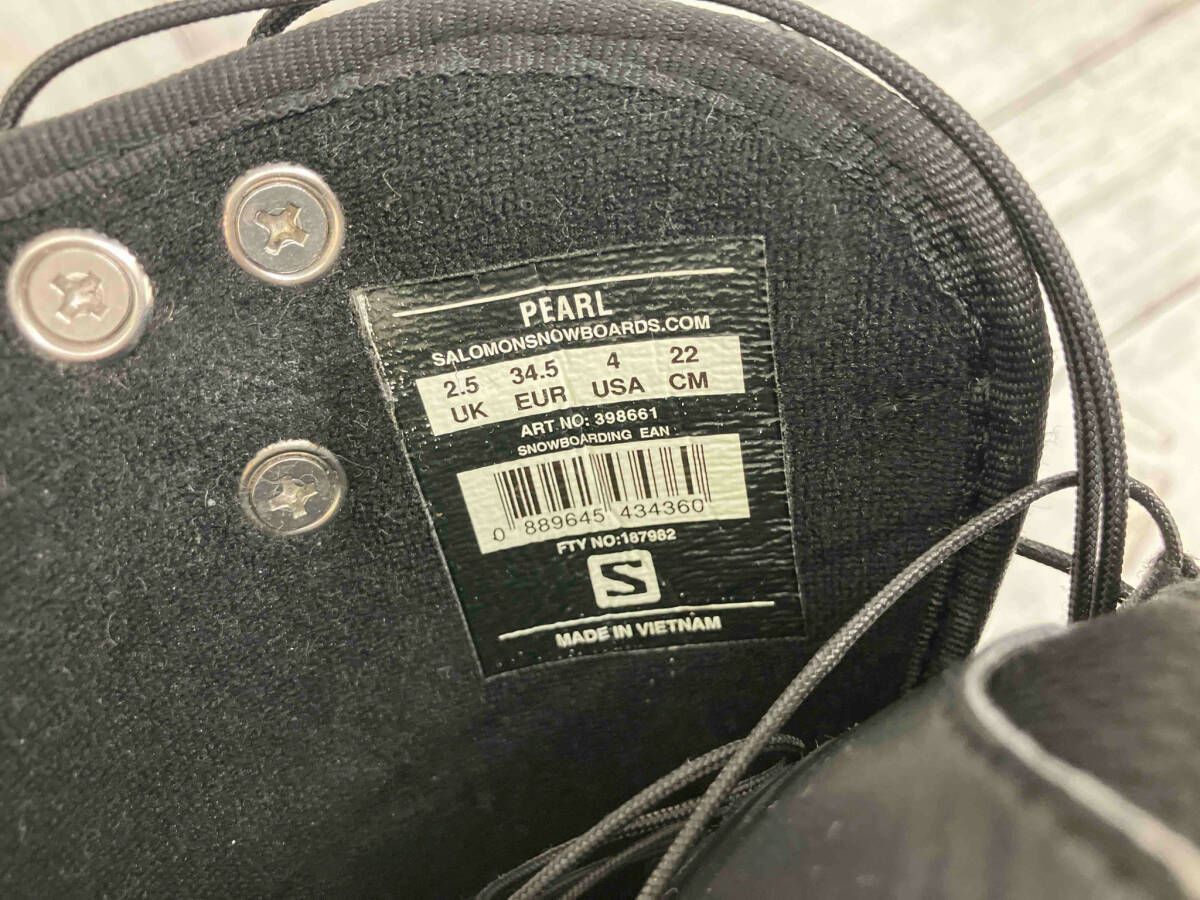 PEARL
SALOMONSNOWBOARDS.COM
2.5 34.5 4 22
UK EUR USA CM
ART NO: 398661
SNOWBOARDING EAN
0 889645 434360
FTY NO:187982
S
MADE IN VIETNAM